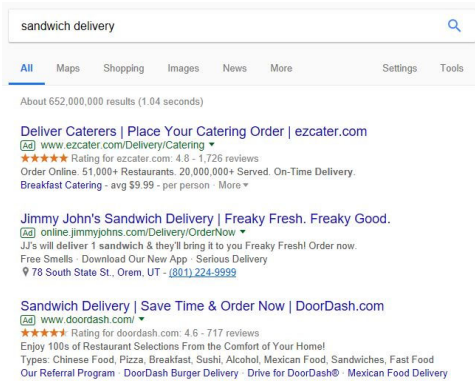 sandwich delivery
All Maps Shopping Images News More Settings Tools
About 652,000,000 results (1.04 seconds)
Deliver Caterers | Place Your Catering Order | ezcater.com
Ad www.ezcater.com/Delivery/Catering ▼
★★★★★ Rating for ezcater.com: 4.8 - 1,726 reviews
Order Online. 51,000+ Restaurants. 20,000,000+ Served. On-Time Delivery.
Breakfast Catering - avg $9.99 - per person · More ▾
Jimmy John's Sandwich Delivery | Freaky Fresh. Freaky Good.
Ad online.jimmyjohns.com/Delivery/OrderNow ▼
JJ's will deliver 1 sandwich & they'll bring it to you Freaky Fresh! Order now.
Free Smells · Download Our New App · Serious Delivery
78 South State St., Orem, UT - (801) 224-9999
Sandwich Delivery | Save Time & Order Now | DoorDash.com
Ad www.doordash.com/ ▼
★★★★★ Rating for doordash.com: 4.6 - 717 reviews
Enjoy 100s of Restaurant Selections From the Comfort of Your Home!
Types: Chinese Food, Pizza, Breakfast, Sushi, Alcohol, Mexican Food, Sandwiches, Fast Food
Our Referral Program · DoorDash Burger Delivery · Drive for DoorDash® · Mexican Food Delivery